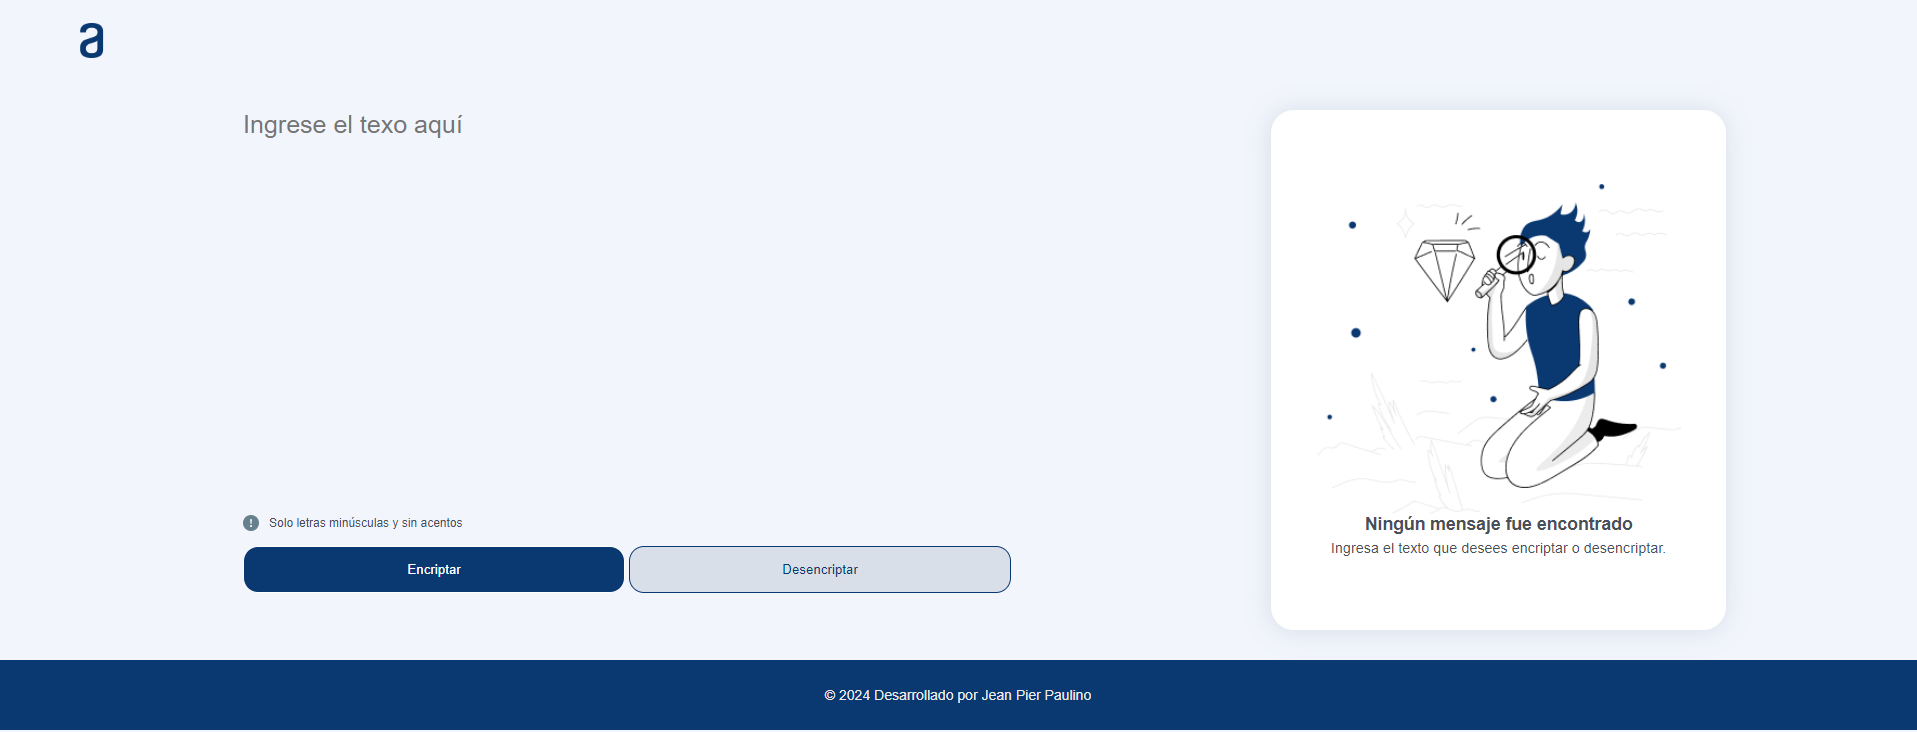 a
Ingrese el texo aquí
Solo letras minúsculas y sin acentos
Encriptar
Desencriptar
Ningún mensaje fue encontrado
Ingresa el texto que desees encriptar o desencriptar.
© 2024 Desarrollado por Jean Pier Paulino